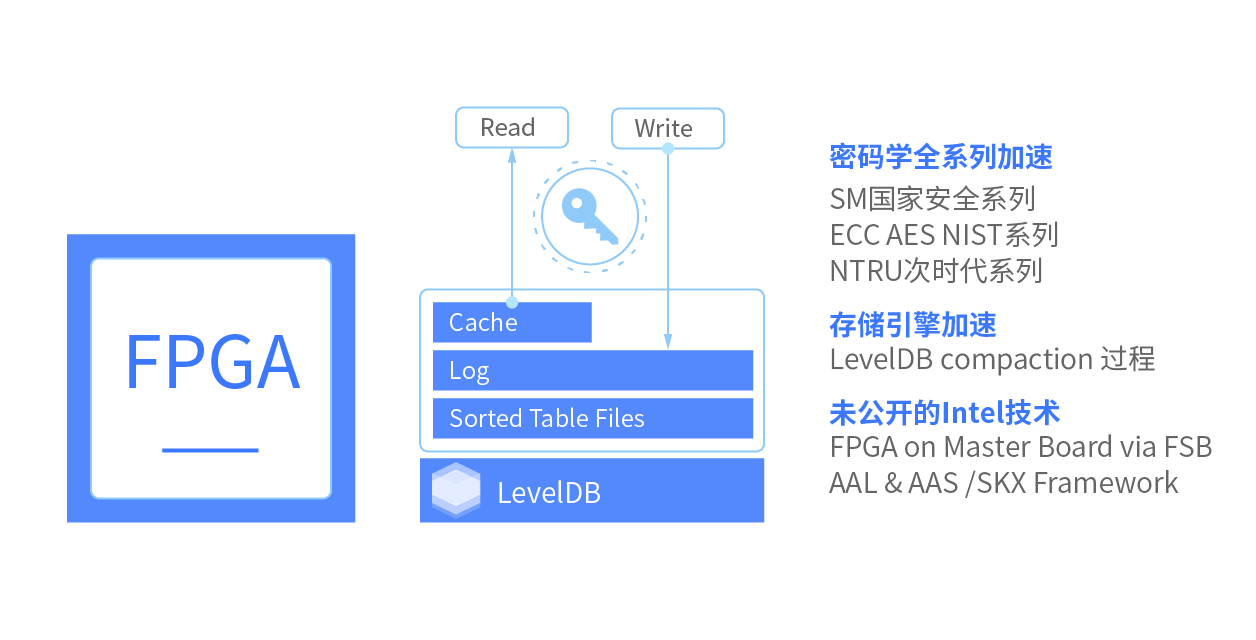 FPGA
Read
Write
Cache
Log
Sorted Table Files
LevelDB
密码学全系列加速
SM国家安全系列
ECC AES NIST系列
NTRU次时代系列
存储引擎加速
LevelDB compaction 过程
未公开的Intel技术
FPGA on Master Board via FSB
AAL & AAS /SKX Framework